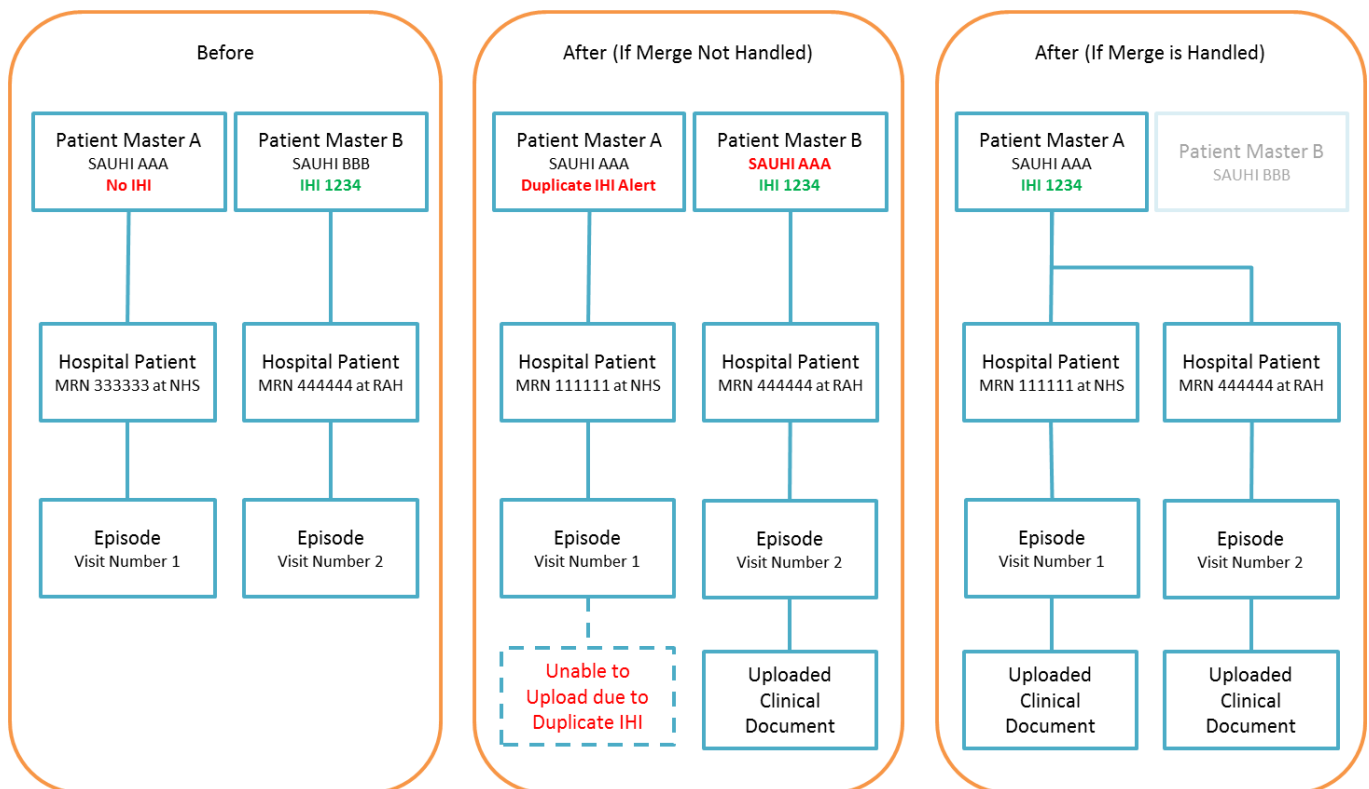 Before
Patient Master A
SAUHI AAA
No IHI
Patient Master B
SAUHI BBB
IHI 1234
Hospital Patient
MRN 333333 at NHS
Hospital Patient
MRN 444444 at RAH
Episode
Visit Number 1
Episode
Visit Number 2
After (If Merge Not Handled)
Patient Master A
SAUHI AAA
Duplicate IHI Alert
Patient Master B
SAUHI AAA
IHI 1234
Hospital Patient
MRN 111111 at NHS
Hospital Patient
MRN 444444 at RAH
Episode
Visit Number 1
Episode
Visit Number 2
Unable to
Upload due to
Duplicate IHI
Uploaded
Clinical
Document
After (If Merge is Handled)
Patient Master A
SAUHI AAA
IHI 1234
Patient Master B
SAUHI BBB
Hospital Patient
MRN 111111 at NHS
Hospital Patient
MRN 444444 at RAH
Episode
Visit Number 1
Episode
Visit Number 2
Uploaded
Clinical
Document
Uploaded
Clinical
Document